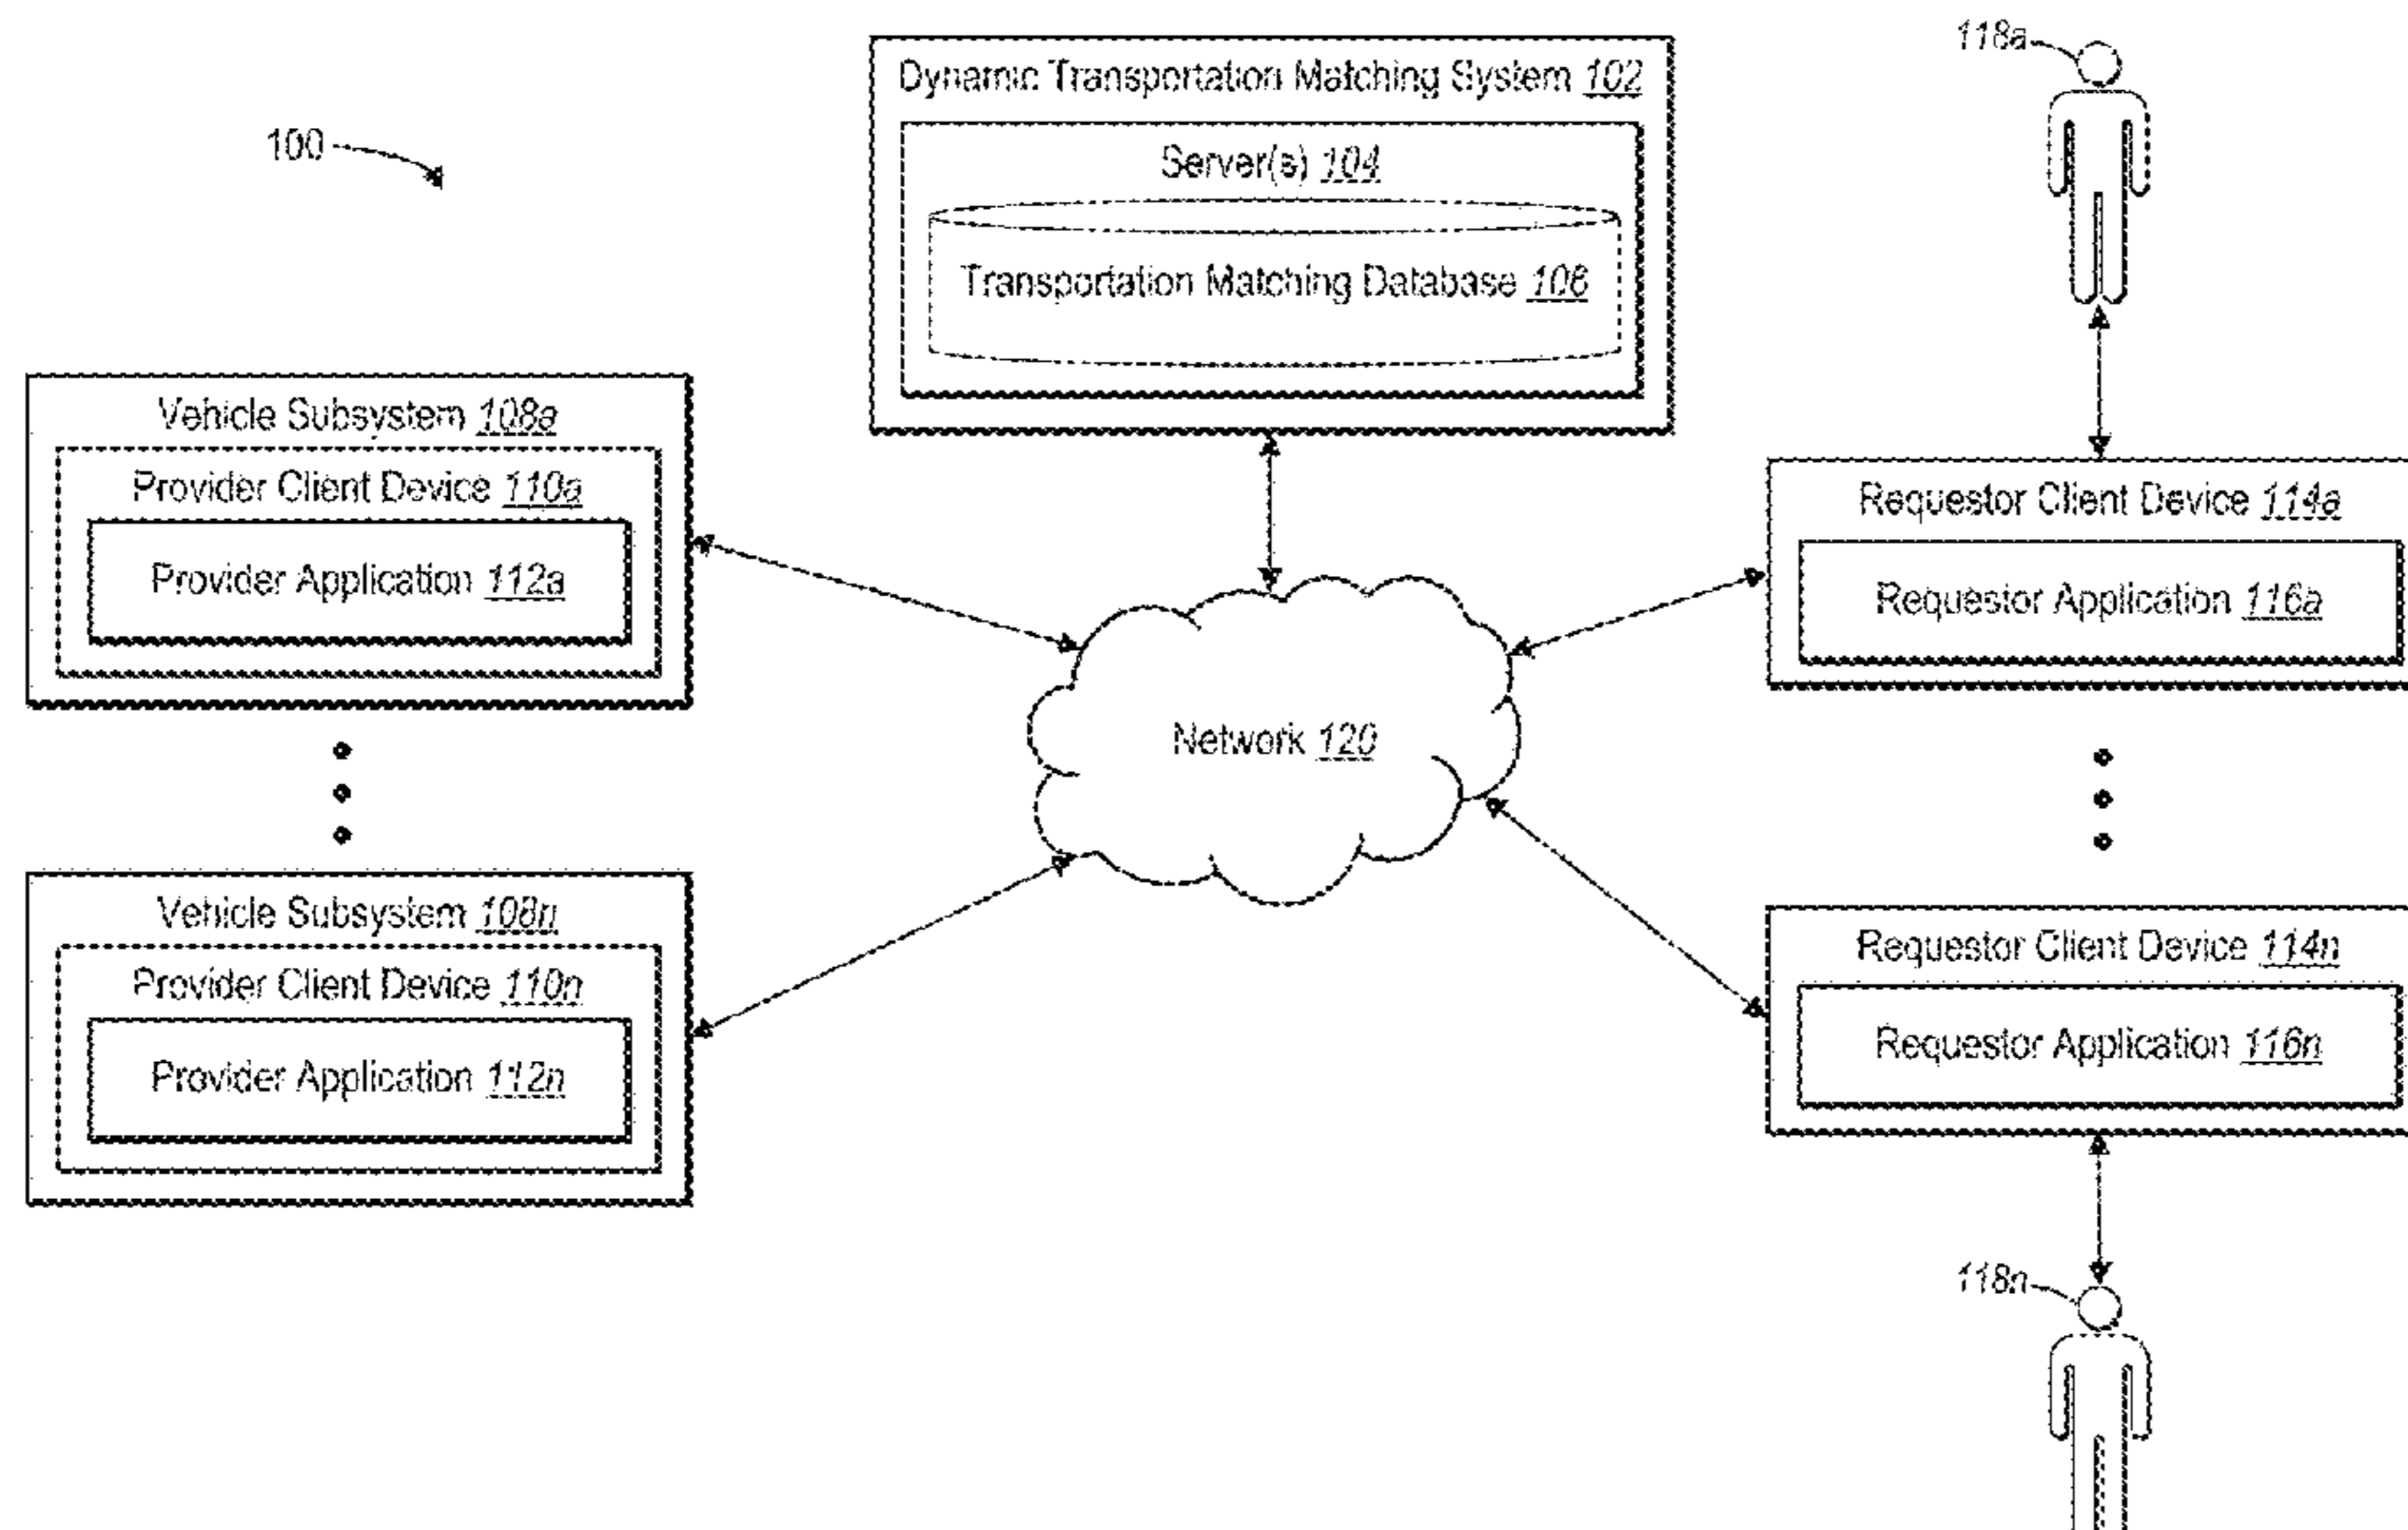 118a
Dynamic Transportation Matching System 102
100
Server(s) 104
Transportation Matching Database 106
Vehicle Subsystem 108a
Provider Client Device 110a
Provider Application 112a
Requestor Client Device 114a
Requestor Application 116a
Network 120
Vehicle Subsystem 108n
Provider Client Device 110n
Provider Application 112n
Requestor Client Device 114n
Requestor Application 116n
118n